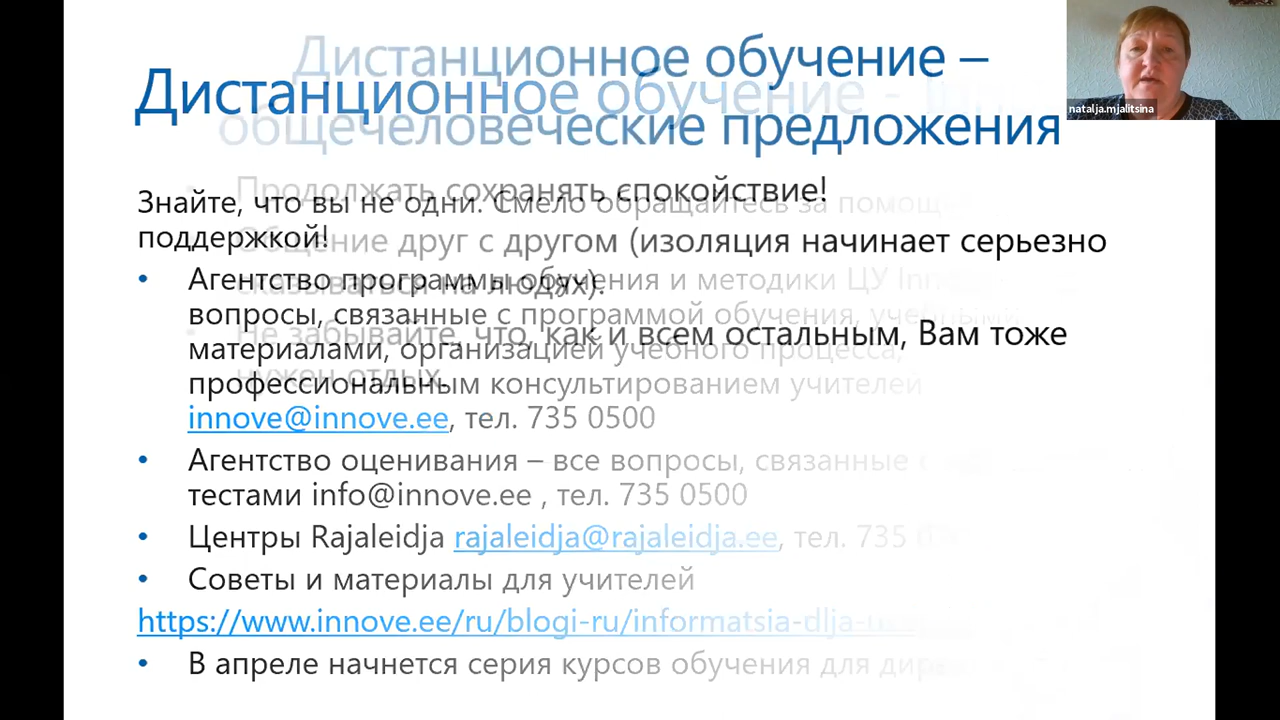 Дистанционное обучение –
общечеловеческие предложения
Продолжать сохранять спокойствие!
Общение друг с другом (изоляция начинает серьезно
сказываться на людях).
Не забывайте, что, как и всем остальным, Вам тоже
нужен отдых.
Дистанционное обучение -
Знайте, что вы не одни. Смело обращайтесь за
поддержкой!
• Агентство программы обучения и методики ЦУ
вопросы, связанные с программой обучения,
материалами, организацией учебного процесса,
профессиональным консультированием учителей
innove@innove.ee, тел. 735 0500
• Агентство оценивания – все вопросы, связанные с
тестами info@innove.ee , тел. 735 0500
• Центры Rajaleidja rajaleidja@rajaleidja.ee, тел. 735
• Советы и материалы для учителей
https://www.innove.ee/ru/blogi-ru/informatsia-dlja-
• В апреле начнется серия курсов обучения для
natalja.mjalitsina